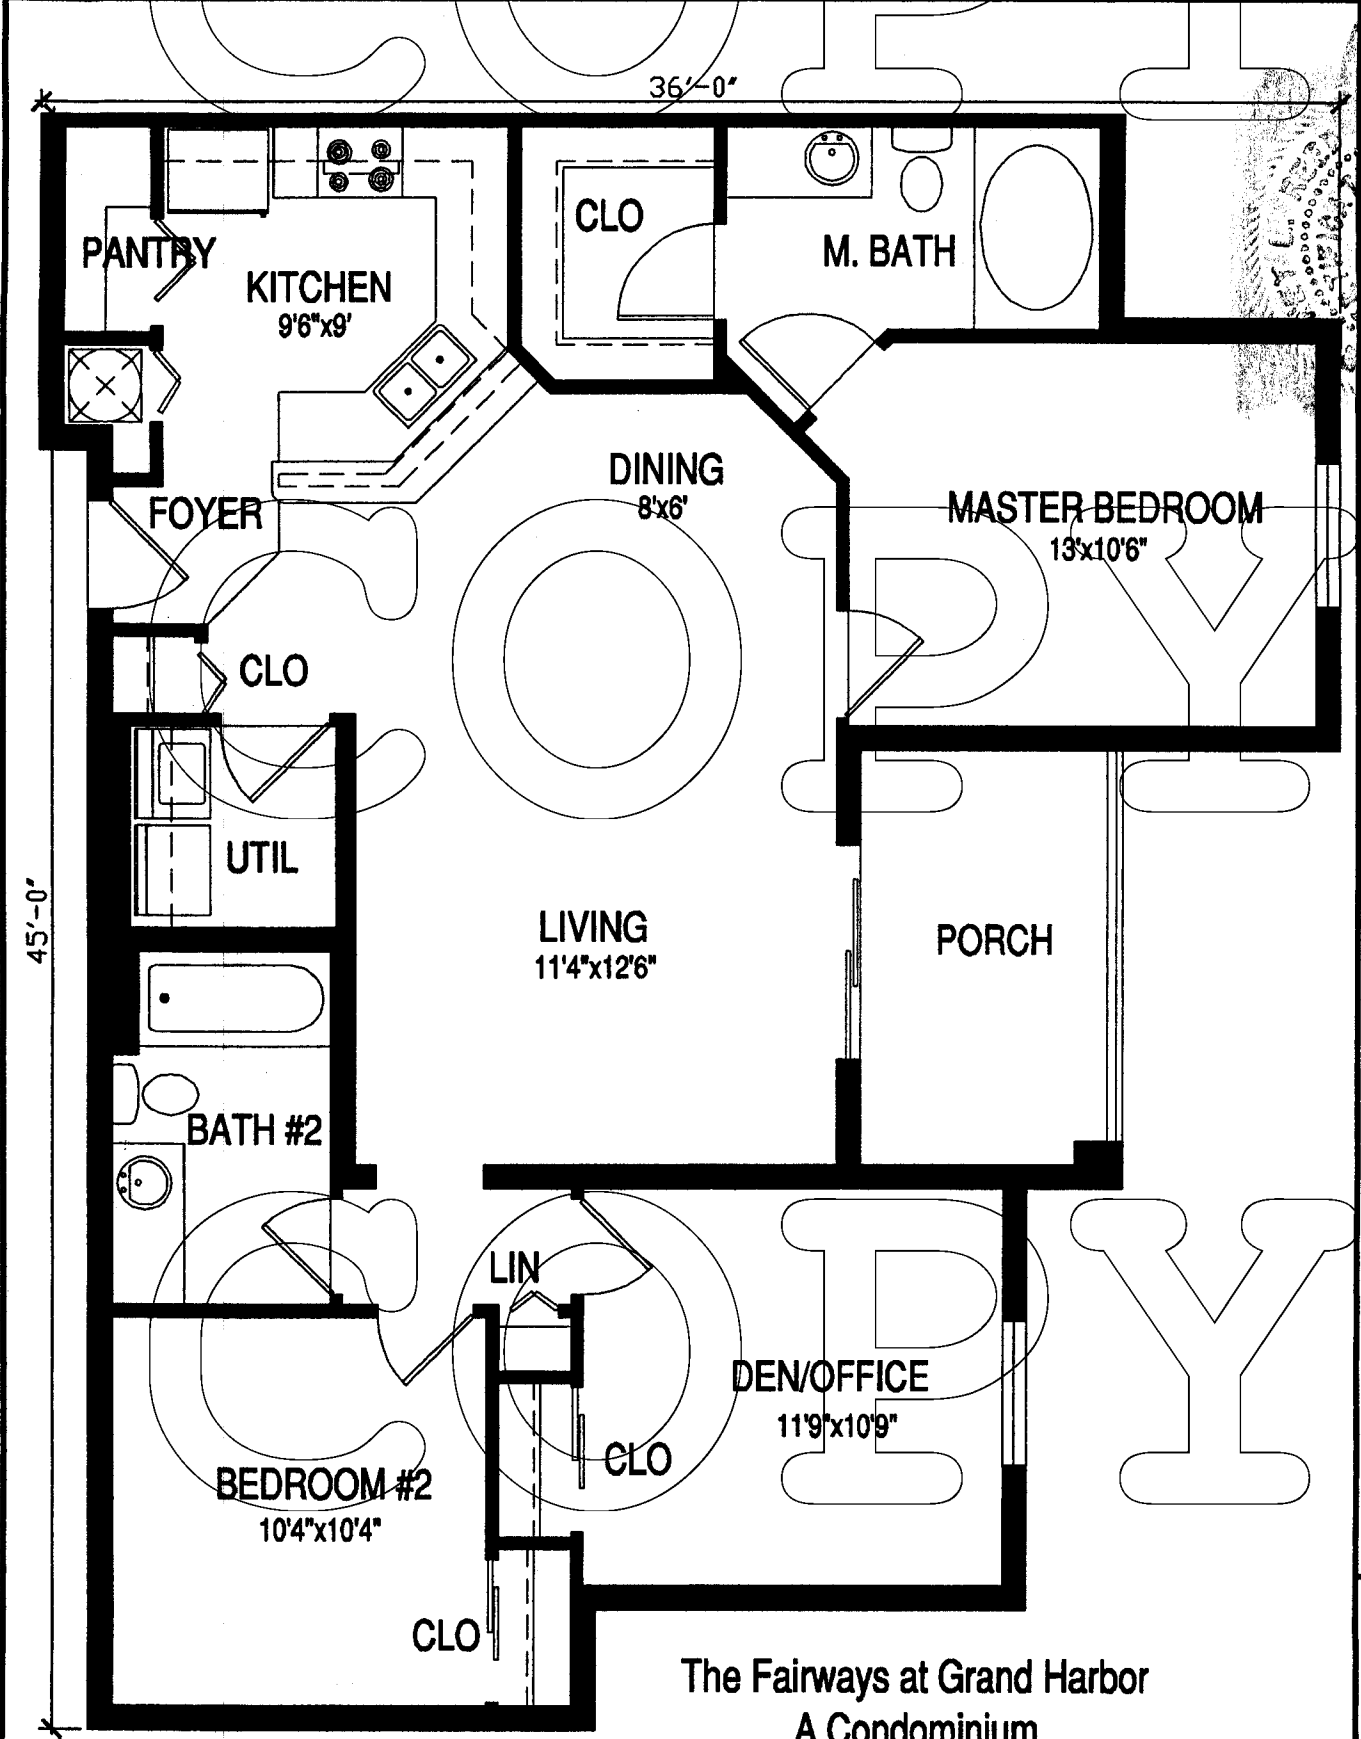 COPY
36'-0"
CLO
PANTRY
M. BATH
KITCHEN
9'6"x9'
DINING
8'x6'
MASTER BEDROOM
13'x10'6"
FOYER
COPY
CLO
UTIL
45'-0"
LIVING
11'4"x12'6"
PORCH
BATH #2
COPY
LIN
DEN/OFFICE
11'9"x10'9"
CLO
BEDROOM #2
10'4"x10'4"
CLO
The Fairways at Grand Harbor
A Condominium